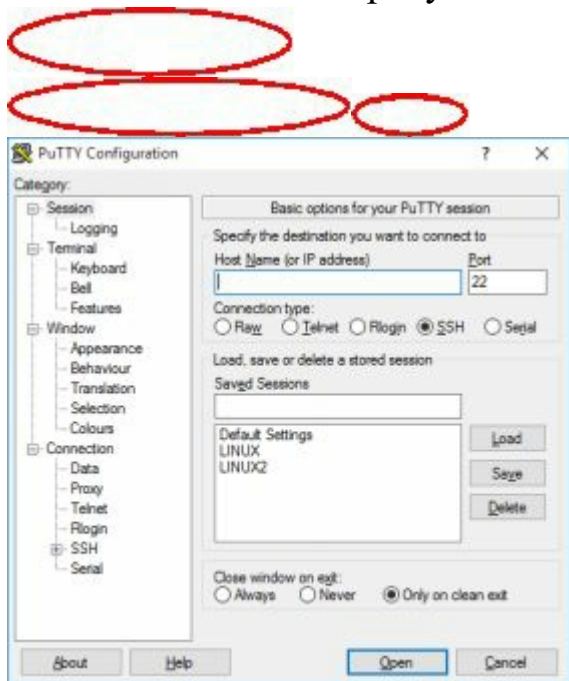 PuTTY Configuration ? X
Category:
Session
Logging
Terminal
Keyboard
Bell
Features
Window
Appearance
Behaviour
Translation
Selection
Colours
Connection
Data
Proxy
Telnet
Rlogin
SSH
Serial
Basic options for your PuTTY session
Specify the destination you want to connect to
Host Name (or IP address) Port
22
Connection type:
Raw Telnet Rlogin SSH Serial
Load, save or delete a stored session
Saved Sessions
Default Settings
LINUX
LINUX2
Load
Save
Delete
Close window on exit:
Always Never Only on clean exit
About Help Open Cancel